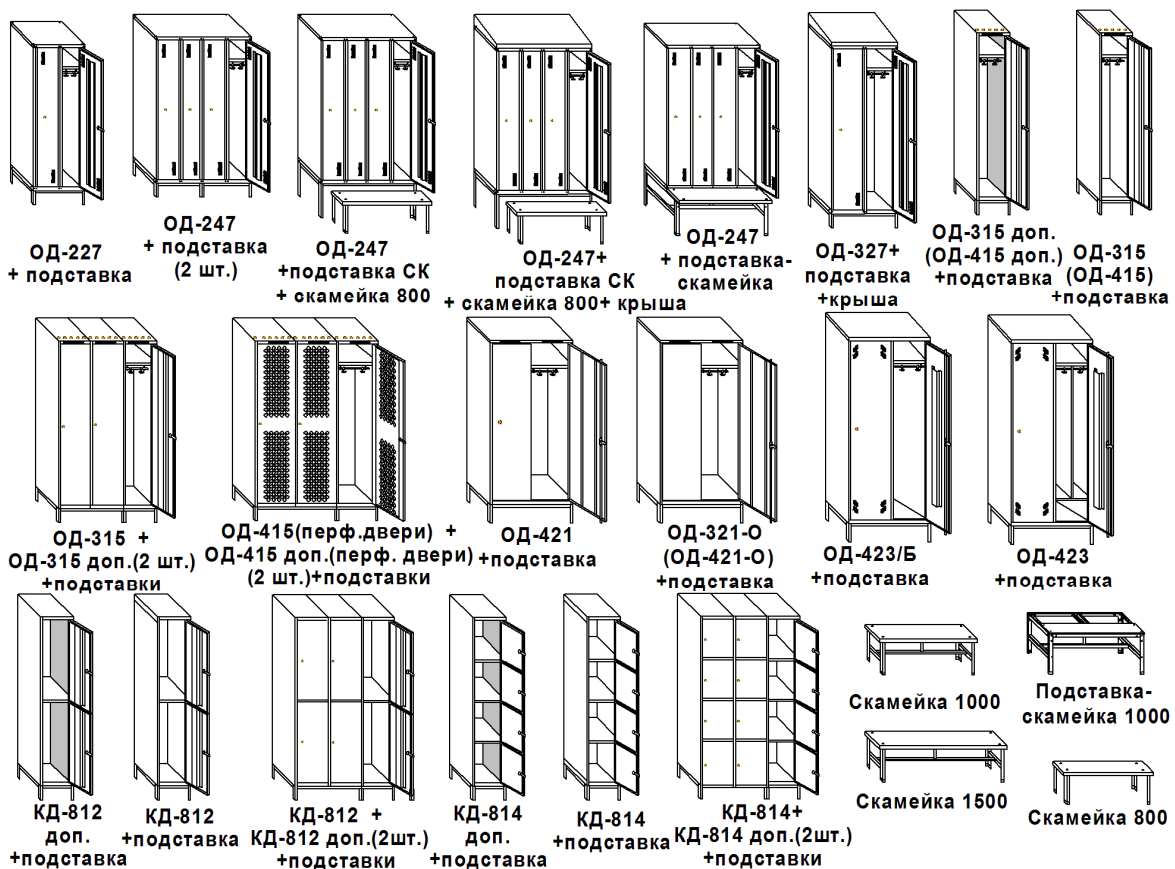 ОД-227
+ подставка
ОД-247
+ подставка
(2 шт.)
ОД-247
+подставка СК
+ скамейка 800
ОД-247+
подставка СК
+ скамейка 800+ крыша
ОД-247
+ подставка-
скамейка
ОД-327+
подставка
+крыша
ОД-315 доп.
(ОД-415 доп.)
+подставка
ОД-315
(ОД-415)
+подставка
ОД-315 +
ОД-315 доп.(2 шт.)
+подставки
ОД-415(перф.двери) +
ОД-415 доп.(перф. двери)
(2 шт.)+подставки
ОД-421
+подставка
ОД-321-О
(ОД-421-О)
+подставка
ОД-423/Б
+подставка
ОД-423
+подставка
КД-812
доп.
+подставка
КД-812
+подставка
КД-812 +
КД-812 доп.(2шт.)
+подставки
КД-814
доп.
+подставка
КД-814
+подставка
КД-814+
КД-814 доп.(2шт.)
+подставки
Скамейка 1000
Подставка-
скамейка 1000
Скамейка 1500
Скамейка 800